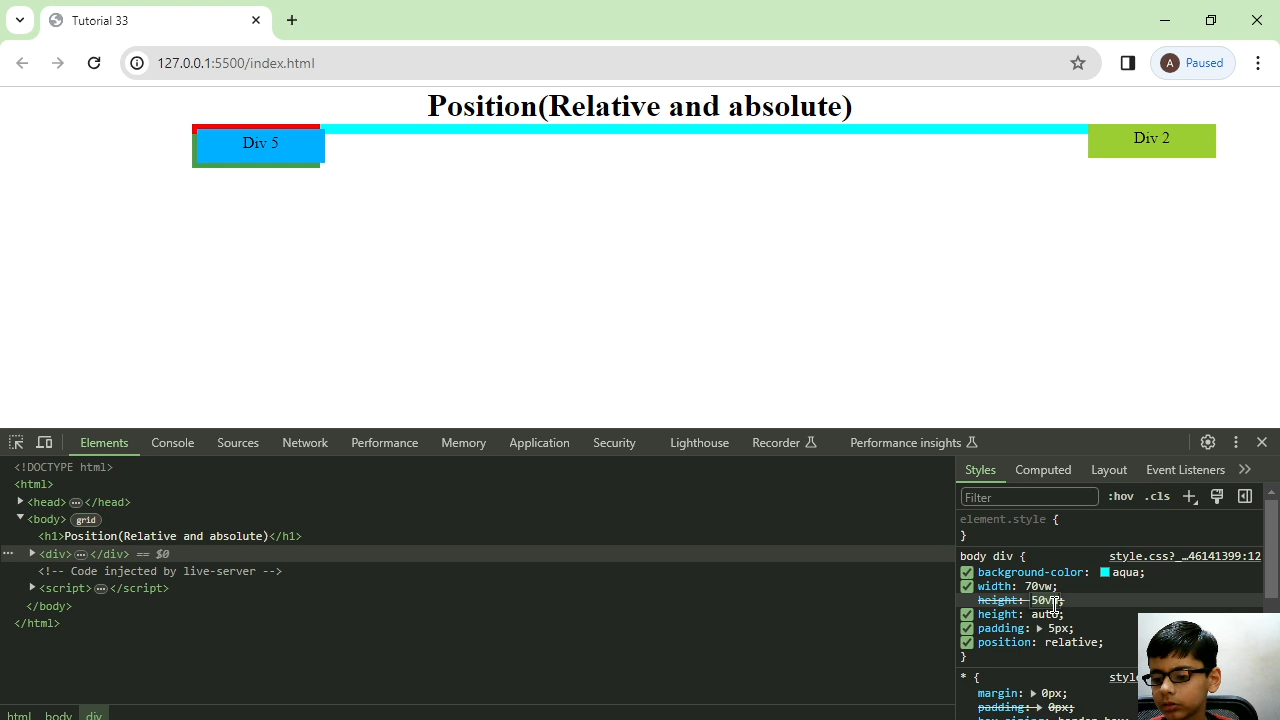 Tutorial 33
127.0.0.1:5500/index.html
A Paused
Position(Relative and absolute)
Div 5
Div 2
Elements Console Sources Network Performance Memory Application Security Lighthouse Recorder Performance insights
<!DOCTYPE html>
<html>
<head> … </head>
<body> grid
<h1>Position(Relative and absolute)</h1>
… <div> … </div> == $0
<!-- Code injected by live-server -->
<script> … </script>
</body>
</html>
html body div
Styles Computed Layout Event Listeners
Filter :hov .cls
element.style {
}
body div { style.css?_…46141399:12
background-color: aqua;
width: 70vw;
height:
height: auto;
padding: 5px;
position: relative;
}
* {
margin: 0px;
padding: 0px;